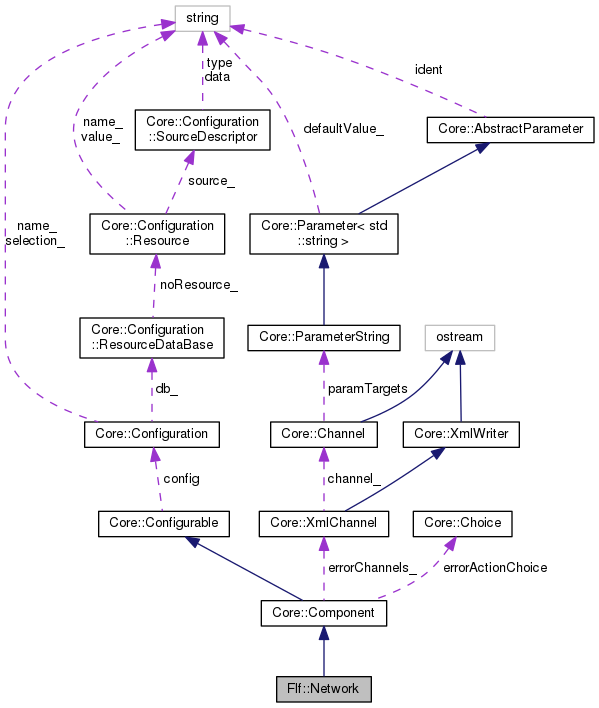 string
type
data
ident
name_
value_
Core::Configuration
::SourceDescriptor
defaultValue_
Core::AbstractParameter
source_
name_
selection_
Core::Configuration
::Resource
Core::Parameter< std
::string >
noResource_
Core::Configuration
::ResourceDataBase
Core::ParameterString
ostream
db_
paramTargets
Core::Configuration
Core::Channel
Core::XmlWriter
config
channel_
Core::Configurable
Core::XmlChannel
Core::Choice
errorChannels_
errorActionChoice
Core::Component
Flf::Network